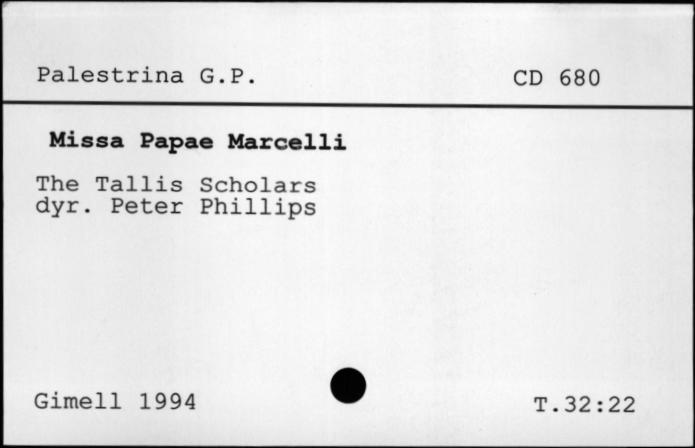 Palestrina G.P. CD 680
Missa Papae Marcelli
The Tallis Scholars
dyr. Peter Phillips
Gimell 1994 T.32:22